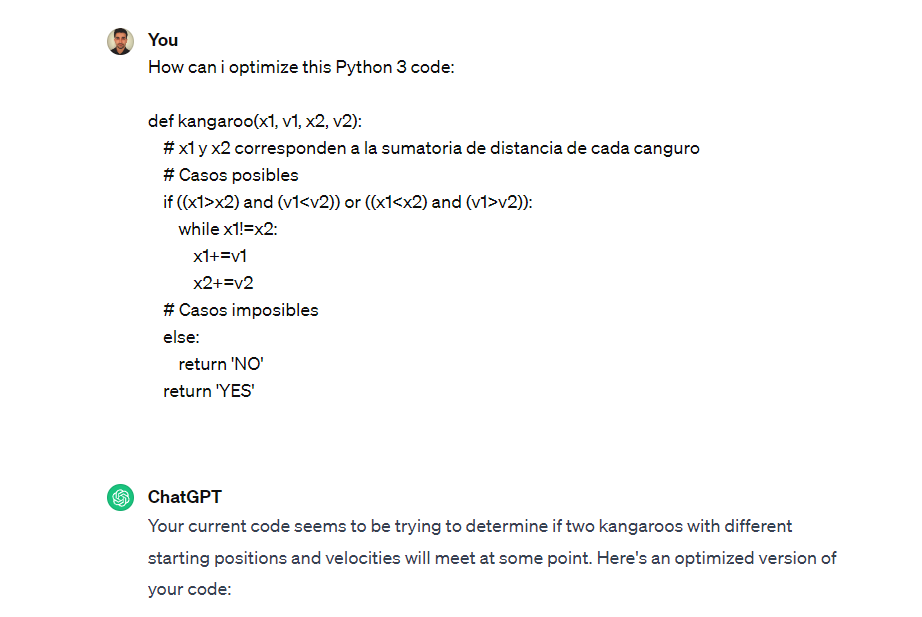 You
How can i optimize this Python 3 code:
def kangaroo(x1, v1, x2, v2):
# x1 y x2 corresponden a la sumatoria de distancia de cada canguro
# Casos posibles
if ((x1>x2) and (v1<v2)) or ((x1<x2) and (v1>v2)):
while x1!=x2:
x1+=v1
x2+=v2
# Casos imposibles
else:
return 'NO'
return 'YES'
ChatGPT
Your current code seems to be trying to determine if two kangaroos with different
starting positions and velocities will meet at some point. Here's an optimized version of
your code: